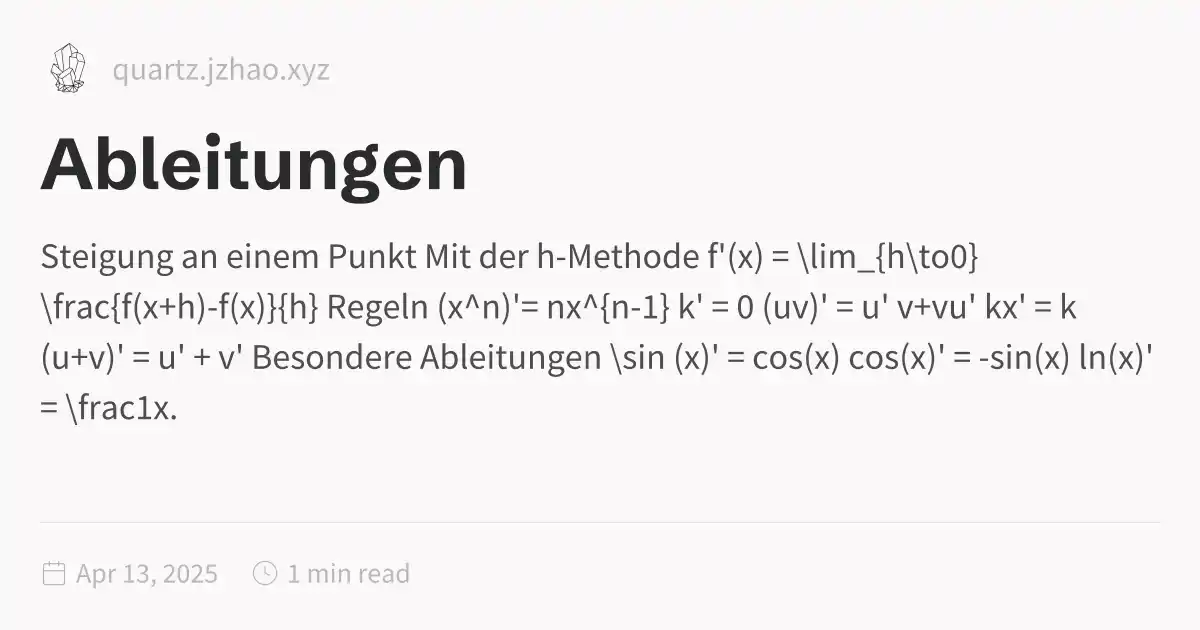 quartz.jzhao.xyz
Ableitungen
Steigung an einem Punkt Mit der h-Methode f'(x) = \lim_{h\to0}
\frac{f(x+h)-f(x)}{h} Regeln (x^n)'= nx^{n-1} k' = 0 (uv)' = u' v+vu' kx' = k
(u+v)' = u' + v' Besondere Ableitungen \sin (x)' = cos(x) cos(x)' = -sin(x) ln(x)'
= \frac1x.
Apr 13, 2025 1 min read